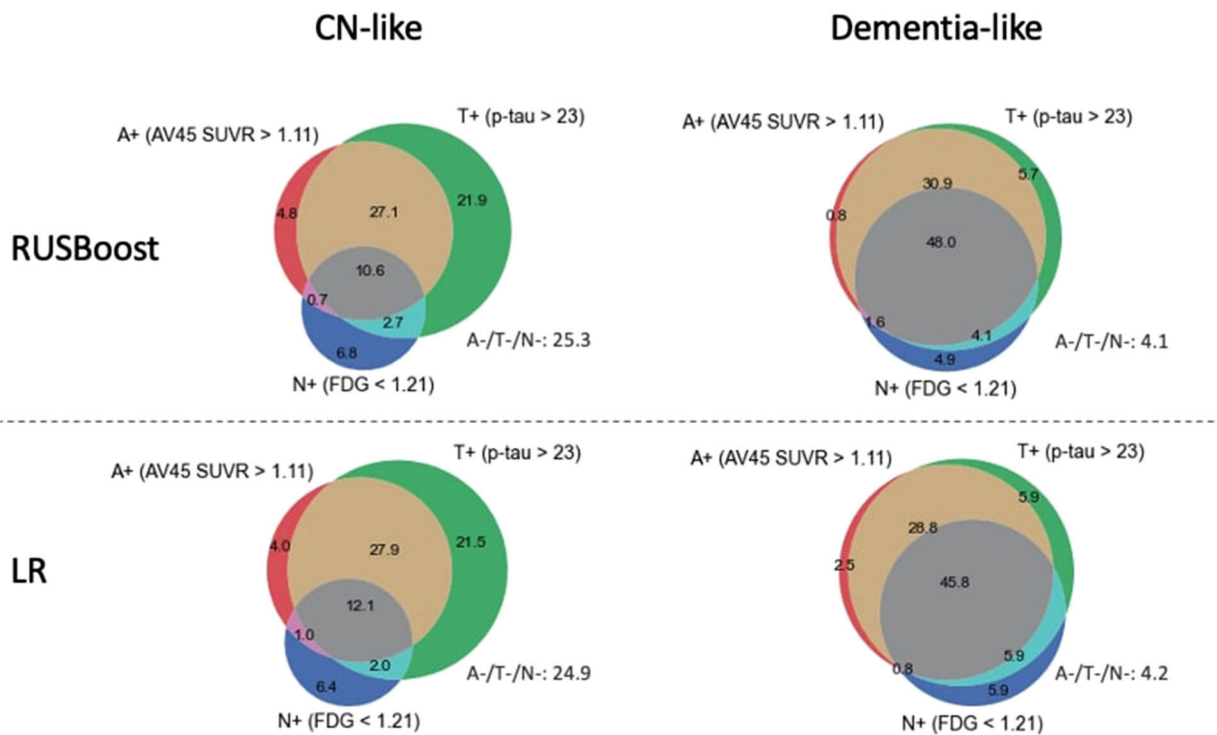 CN-like
Dementia-like
RUSBoost
A+ (AV45 SUVR > 1.11)
T+ (p-tau > 23)
4.8
27.1
21.9
10.6
0.7
2.7
6.8
A-/T-/N-: 25.3
N+ (FDG < 1.21)
A+ (AV45 SUVR > 1.11)
T+ (p-tau > 23)
5.7
30.9
0.8
48.0
1.6
4.1
4.9
A-/T-/N-: 4.1
N+ (FDG < 1.21)
LR
A+ (AV45 SUVR > 1.11)
T+ (p-tau > 23)
4.0
27.9
21.5
12.1
1.0
2.0
6.4
A-/T-/N-: 24.9
N+ (FDG < 1.21)
A+ (AV45 SUVR > 1.11)
T+ (p-tau > 23)
5.9
28.8
2.5
45.8
0.8
5.9
5.9
A-/T-/N-: 4.2
N+ (FDG < 1.21)